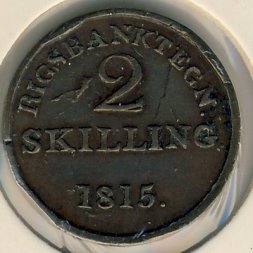 RIGSBANKTEGN.
2
SKILLING
1815.